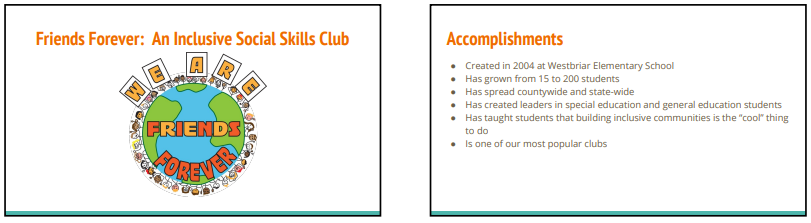 Friends Forever:  An Inclusive Social Skills Club
WE ARE
FRIENDS
FOREVER
Accomplishments
● Created in 2004 at Westbriar Elementary School
● Has grown from 15 to 200 students
● Has spread countywide and state-wide
● Has created leaders in special education and general education students
● Has taught students that building inclusive communities is the “cool” thing
to do
● Is one of our most popular clubs